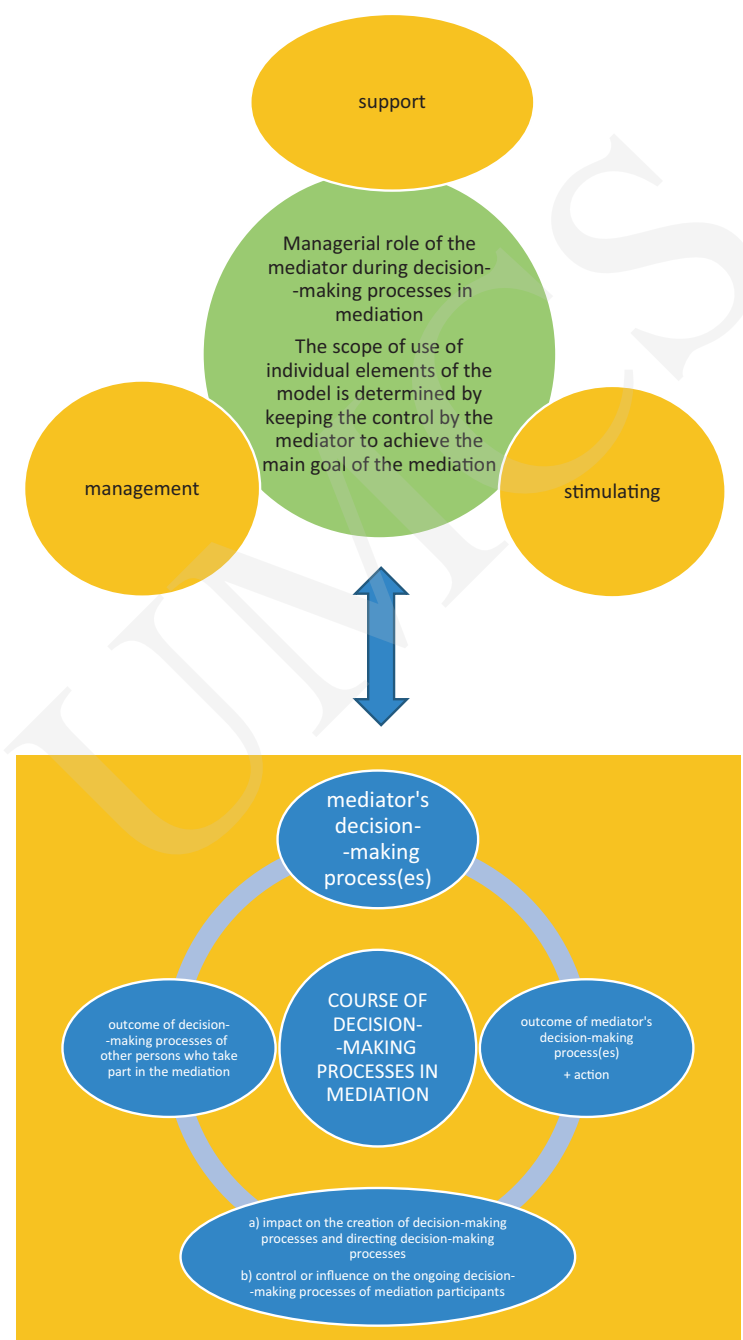 support
Managerial role of the
mediator during decision-
-making processes in
mediation
The scope of use of
individual elements of the
model is determined by
keeping the control by the
mediator to achieve the
main goal of the mediation
management
stimulating
UMCS
mediator's
decision-
-making
process(es)
outcome of decision-
-making processes of
other persons who take
part in the mediation
COURSE OF
DECISION-
-MAKING
PROCESSES IN
MEDIATION
outcome of mediator's
decision-making
process(es)
+ action
a) impact on the creation of decision-making
processes and directing decision-making
processes
b) control or influence on the ongoing decision-
-making processes of mediation participants